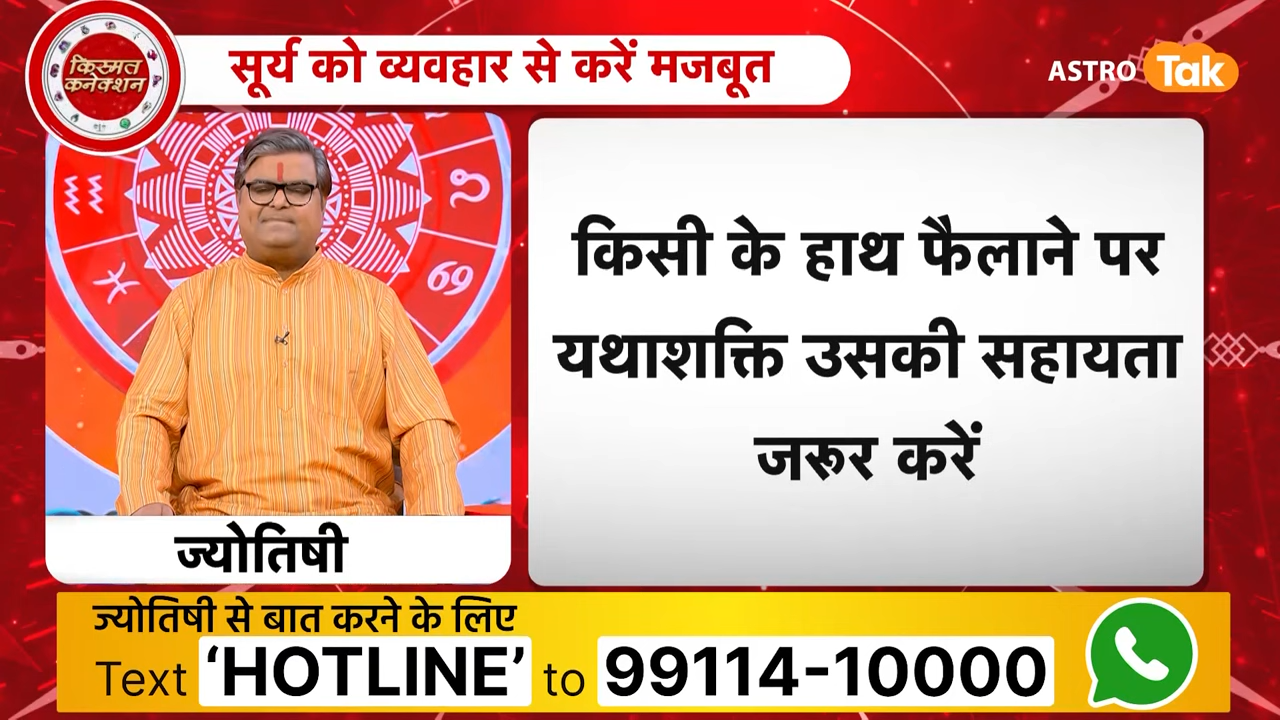 किस्मत
कनेक्शन
सूर्य को व्यवहार से करें मजबूत
ASTRO Tak
किसी के हाथ फैलाने पर
यथाशक्ति उसकी सहायता
जरूर करें
ज्योतिषी
ज्योतिषी से बात करने के लिए
Text ‘HOTLINE’ to 99114-10000